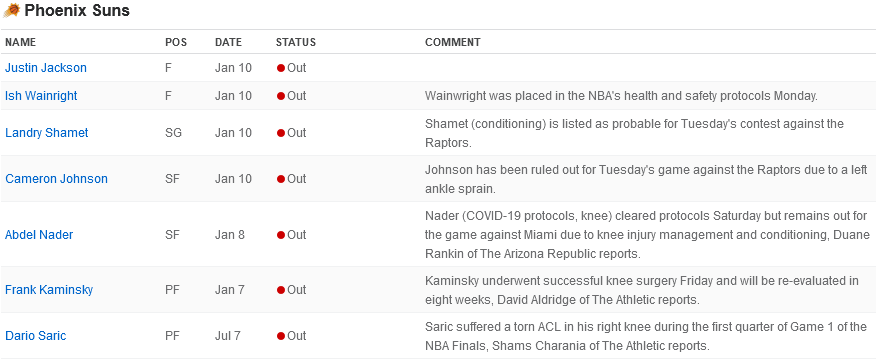 Phoenix Suns
NAME POS DATE STATUS COMMENT
Justin Jackson F Jan 10 Out
Ish Wainright F Jan 10 Out Wainwright was placed in the NBA's health and safety protocols Monday.
Landry Shamet SG Jan 10 Out Shamet (conditioning) is listed as probable for Tuesday's contest against the
Raptors.
Cameron Johnson SF Jan 10 Out Johnson has been ruled out for Tuesday's game against the Raptors due to a left
ankle sprain.
Abdel Nader SF Jan 8 Out Nader (COVID-19 protocols, knee) cleared protocols Saturday but remains out for
the game against Miami due to knee injury management and conditioning, Duane
Rankin of The Arizona Republic reports.
Frank Kaminsky PF Jan 7 Out Kaminsky underwent successful knee surgery Friday and will be re-evaluated in
eight weeks, David Aldridge of The Athletic reports.
Dario Saric PF Jul 7 Out Saric suffered a torn ACL in his right knee during the first quarter of Game 1 of the
NBA Finals, Shams Charania of The Athletic reports.